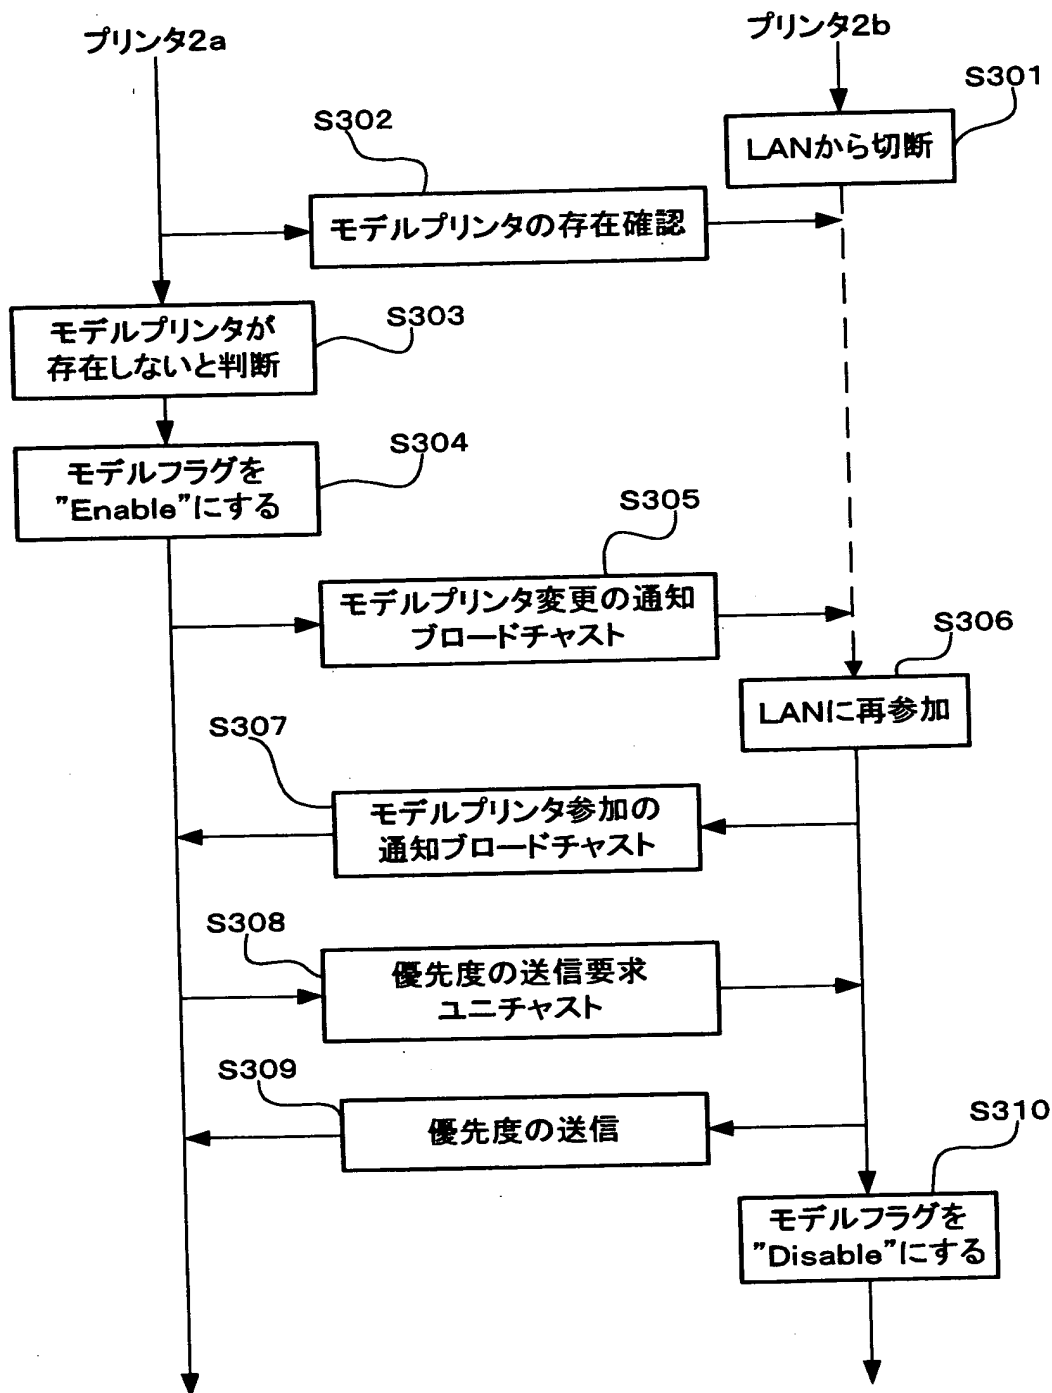 プリンタ2a
プリンタ2b
S301
LANから切断
S302
モデルプリンタの存在確認
S303
モデルプリンタが
存在しないと判断
S304
モデルフラグを
”Enable”にする
S305
モデルプリンタ変更の通知
ブロードチャスト
S306
LANに再参加
S307
モデルプリンタ参加の
通知ブロードチャスト
S308
優先度の送信要求
ユニチャスト
S309
優先度の送信
S310
モデルフラグを
”Disable”にする